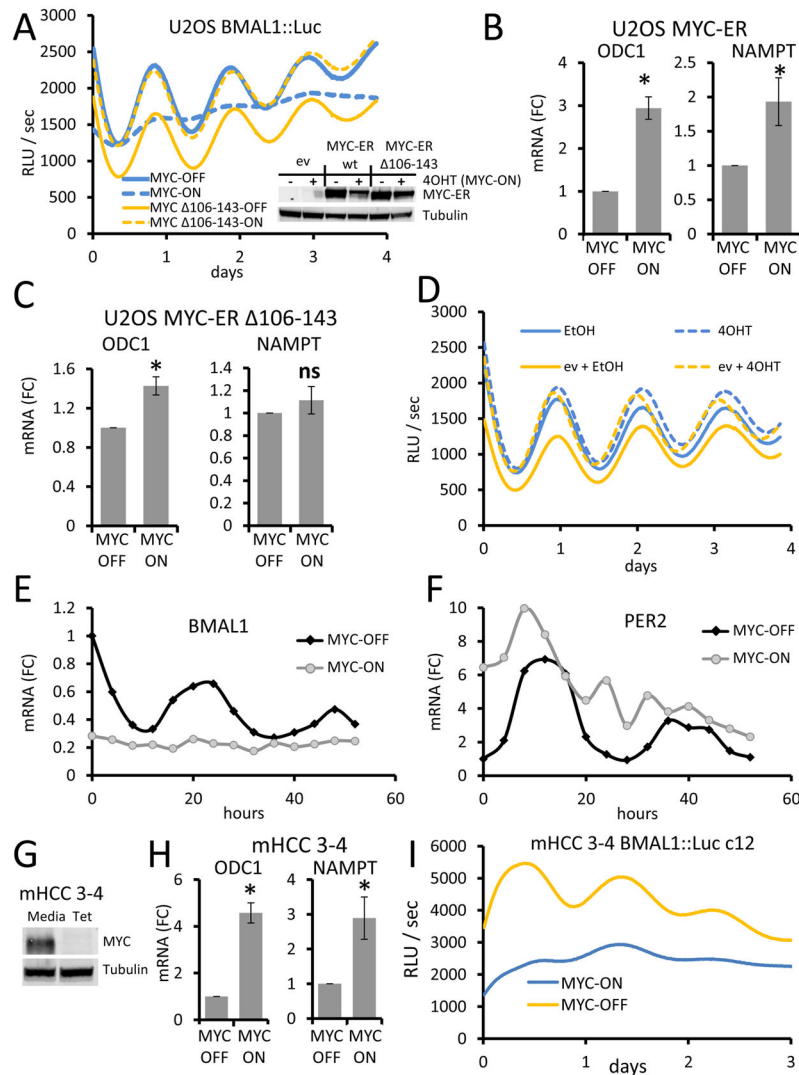 A
U2OS BMAL1::Luc
3000
2500
2000
1500
1000
500
0
RLU / sec
0 1 2 3 4
days
MYC-OFF
MYC-ON
MYC Δ106-143-OFF
MYC Δ106-143-ON
MYC-ER MYC-ER
ev wt Δ106-143
- + - + - + 4OHT (MYC-ON)
MYC-ER
Tubulin
B
U2OS MYC-ER
ODC1 NAMPT
mRNA (FC)
4
3
2
1
0
*
MYC OFF
MYC ON
2.5
2
1.5
1
0.5
0
*
MYC OFF
MYC ON
C
U2OS MYC-ER Δ106-143
ODC1 NAMPT
mRNA (FC)
1.8
1.4
1
0.6
0
*
MYC OFF
MYC ON
1.4
1.2
1
0.8
0.6
0.4
0.2
0
ns
MYC OFF
MYC ON
D
3000
2500
2000
1500
1000
500
0
RLU / sec
EtOH 4OHT
ev + EtOH ev + 4OHT
0 1 2 3 4
days
E
BMAL1
1.2
1
0.8
0.6
0.4
0.2
0
mRNA (FC)
MYC-OFF
MYC-ON
0 20 40 60
hours
F
PER2
10
8
6
4
2
0
mRNA (FC)
MYC-OFF
MYC-ON
0 20 40 60
hours
G
mHCC 3-4
Media Tet
MYC
Tubulin
H
mHCC 3-4
ODC1 NAMPT
mRNA (FC)
6
4
2
0
*
MYC OFF
MYC ON
4
3
2
1
0
*
MYC OFF
MYC ON
I
mHCC 3-4 BMAL1::Luc c12
6000
5000
4000
3000
2000
1000
0
RLU / sec
MYC-ON
MYC-OFF
0 1 2 3
days